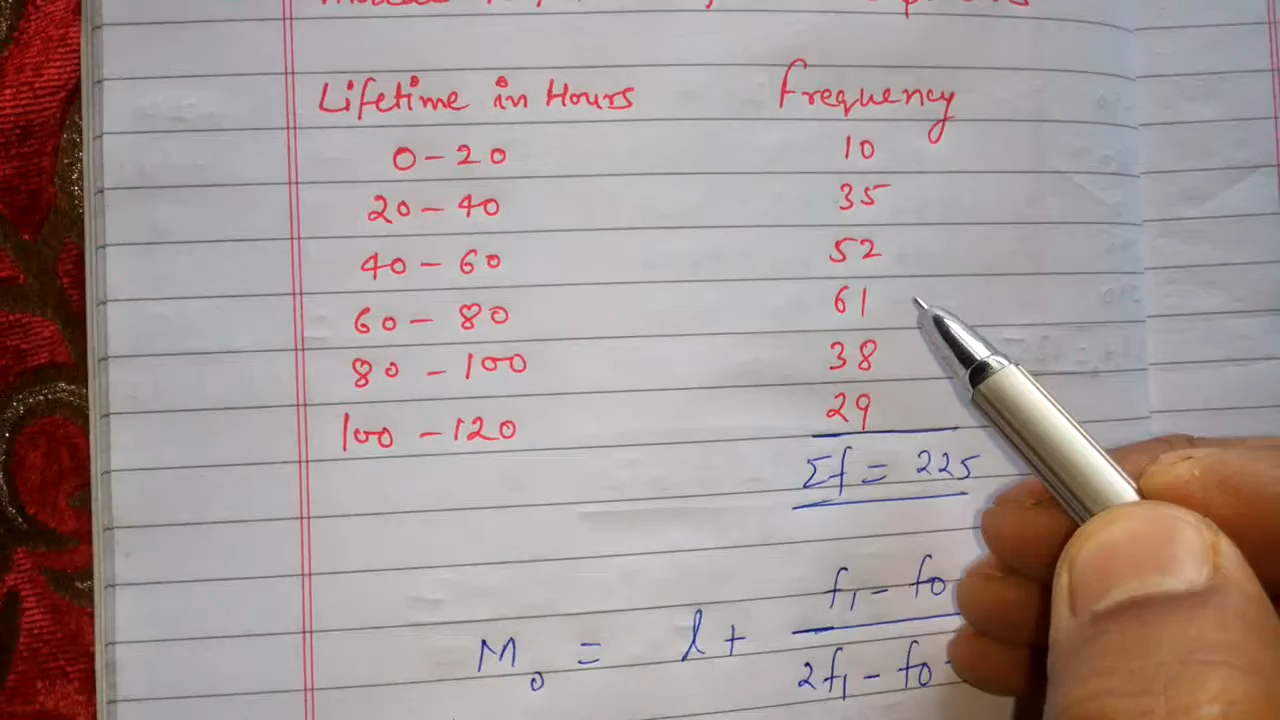 Lifetime in Hours Frequency
0-20 10
20-40 35
40-60 52
60-80 61
80-100 38
100-120 29
Σf = 225
f₁ - f₀
M₀ = l +
2f₁ - f₀ -